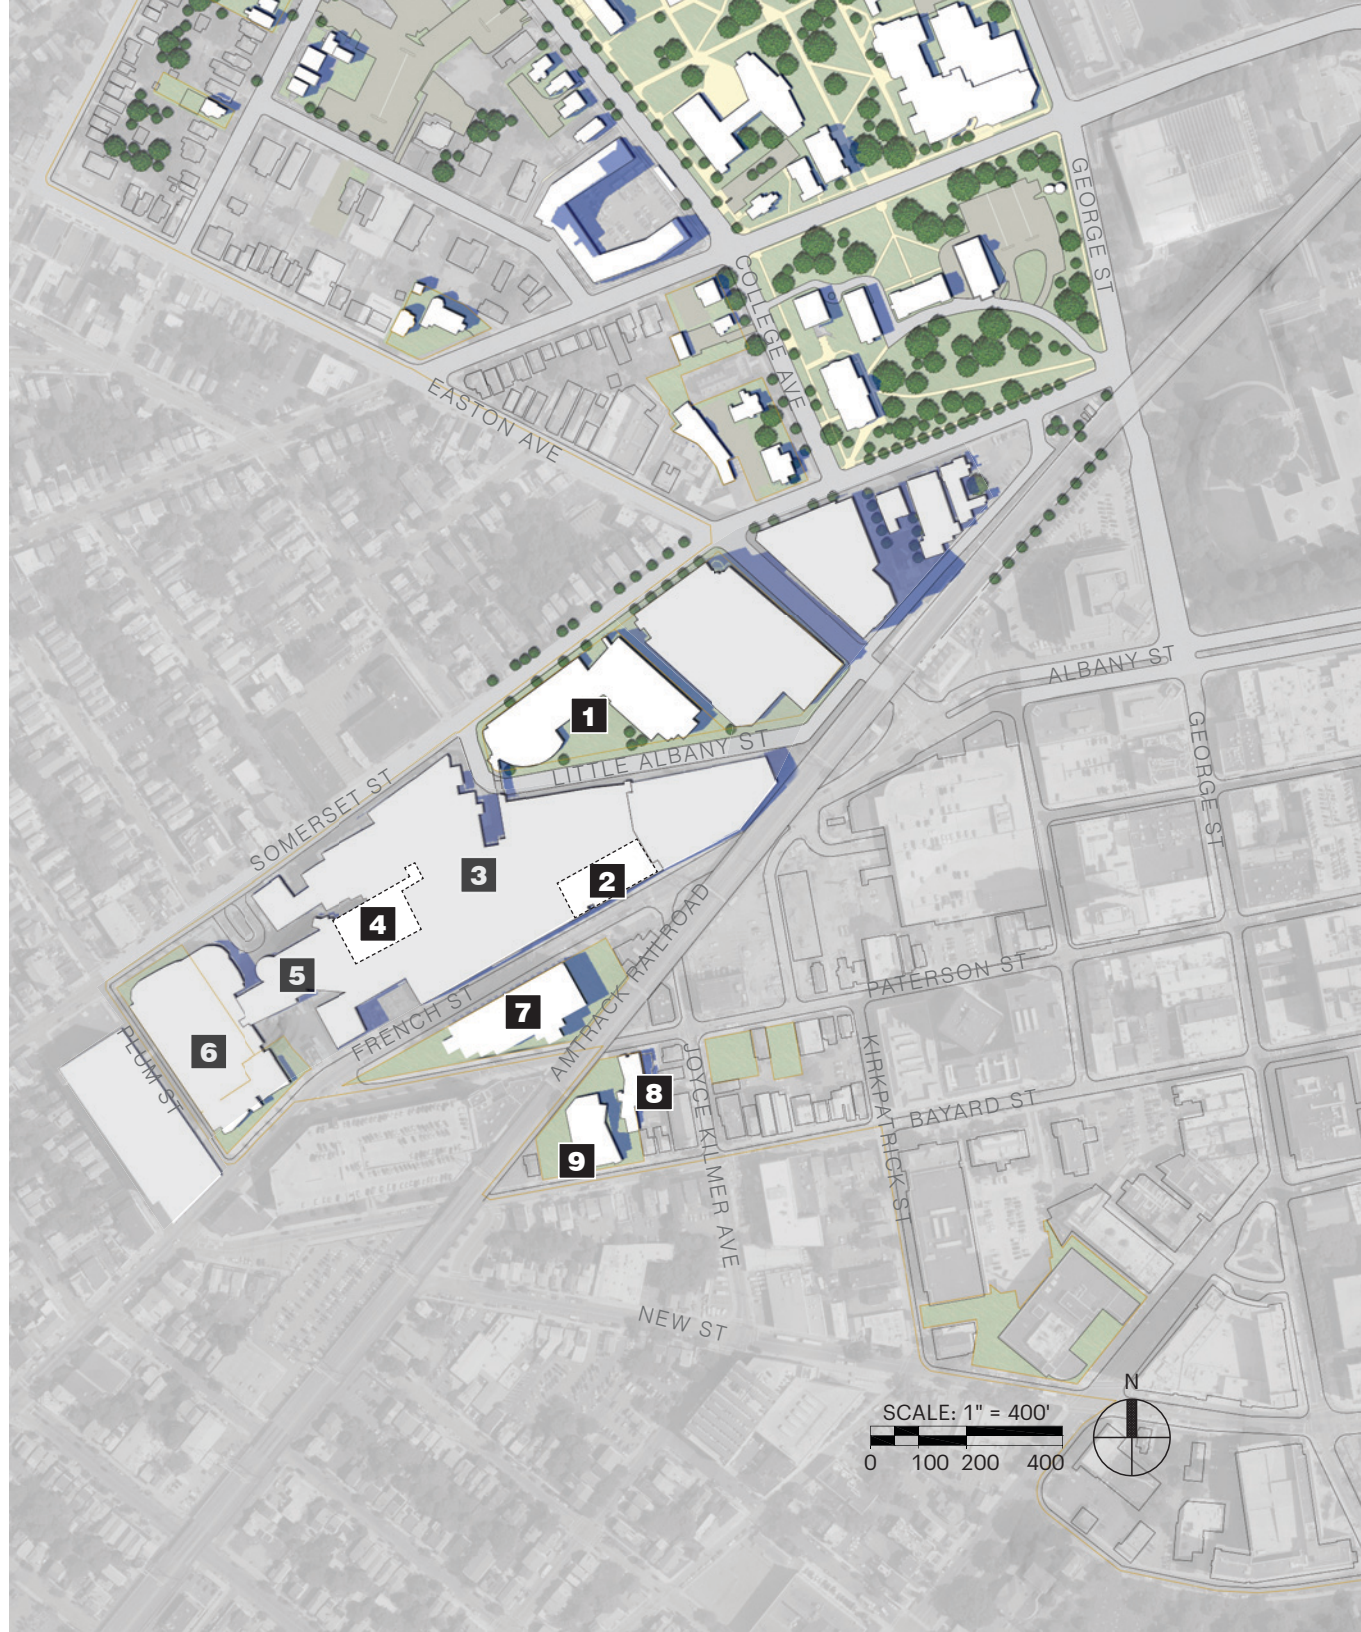 GEORGE ST
COLLEGE AVE
EASTON AVE
ALBANY ST
1
GEORGE ST
LITTLE ALBANY ST
SOMERSET ST
3
2
4
5
AMTRACK RAILROAD
PATERSON ST
7
FRENCH ST
6
PLUM ST
8
JOYCE KILMER AVE
KIRKPATRICK ST
BAYARD ST
9
NEW ST
N
SCALE: 1" = 400'
0 100 200 400